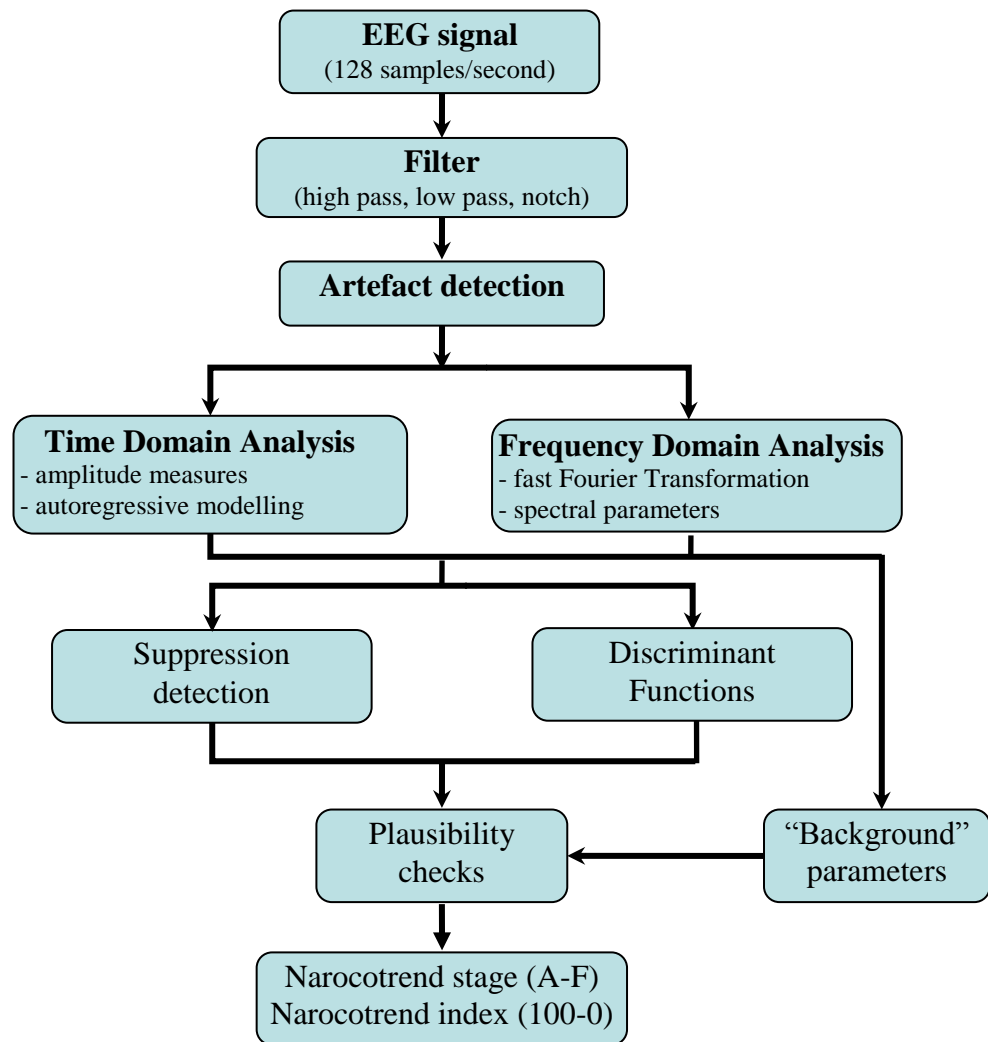 EEG signal
(128 samples/second)
Filter
(high pass, low pass, notch)
Artefact detection
Time Domain Analysis
- amplitude measures
- autoregressive modelling
Frequency Domain Analysis
- fast Fourier Transformation
- spectral parameters
Suppression
detection
Discriminant
Functions
Plausibility
checks
“Background”
parameters
Narocotrend stage (A-F)
Narocotrend index (100-0)